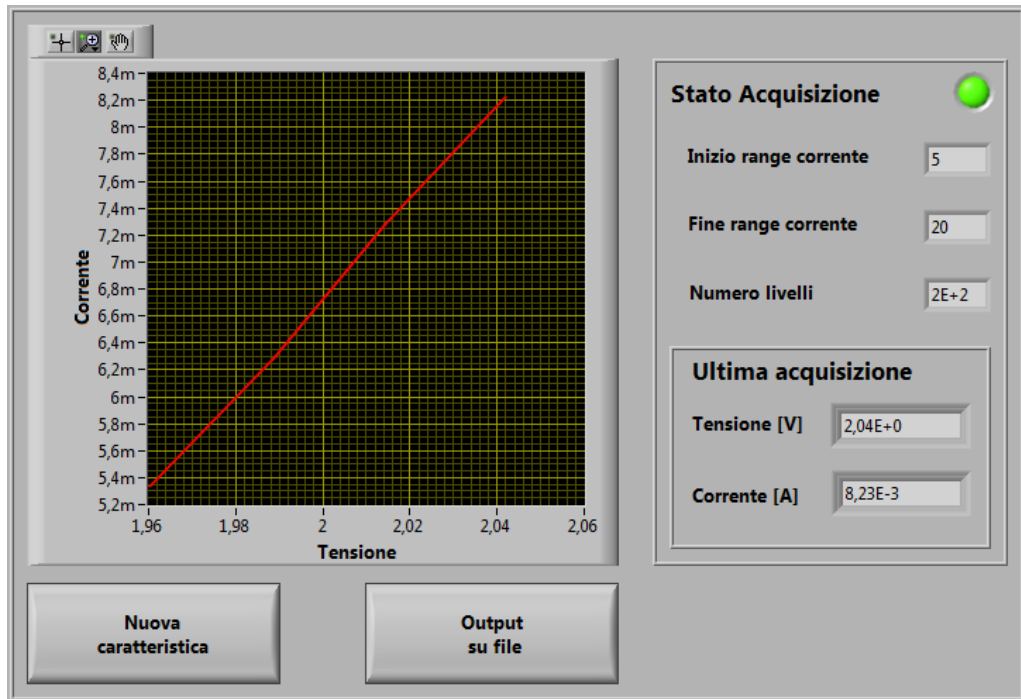 8,4m
8,2m
8m
7,8m
7,6m
7,4m
7,2m
7m
6,8m
6,6m
6,4m
6,2m
6m
5,8m
5,6m
5,4m
5,2m
Corrente
1,96 1,98 2 2,02 2,04 2,06
Tensione
Nuova
caratteristica
Output
su file
Stato Acquisizione
Inizio range corrente 5
Fine range corrente 20
Numero livelli 2E+2
Ultima acquisizione
Tensione [V] 2,04E+0
Corrente [A] 8,23E-3